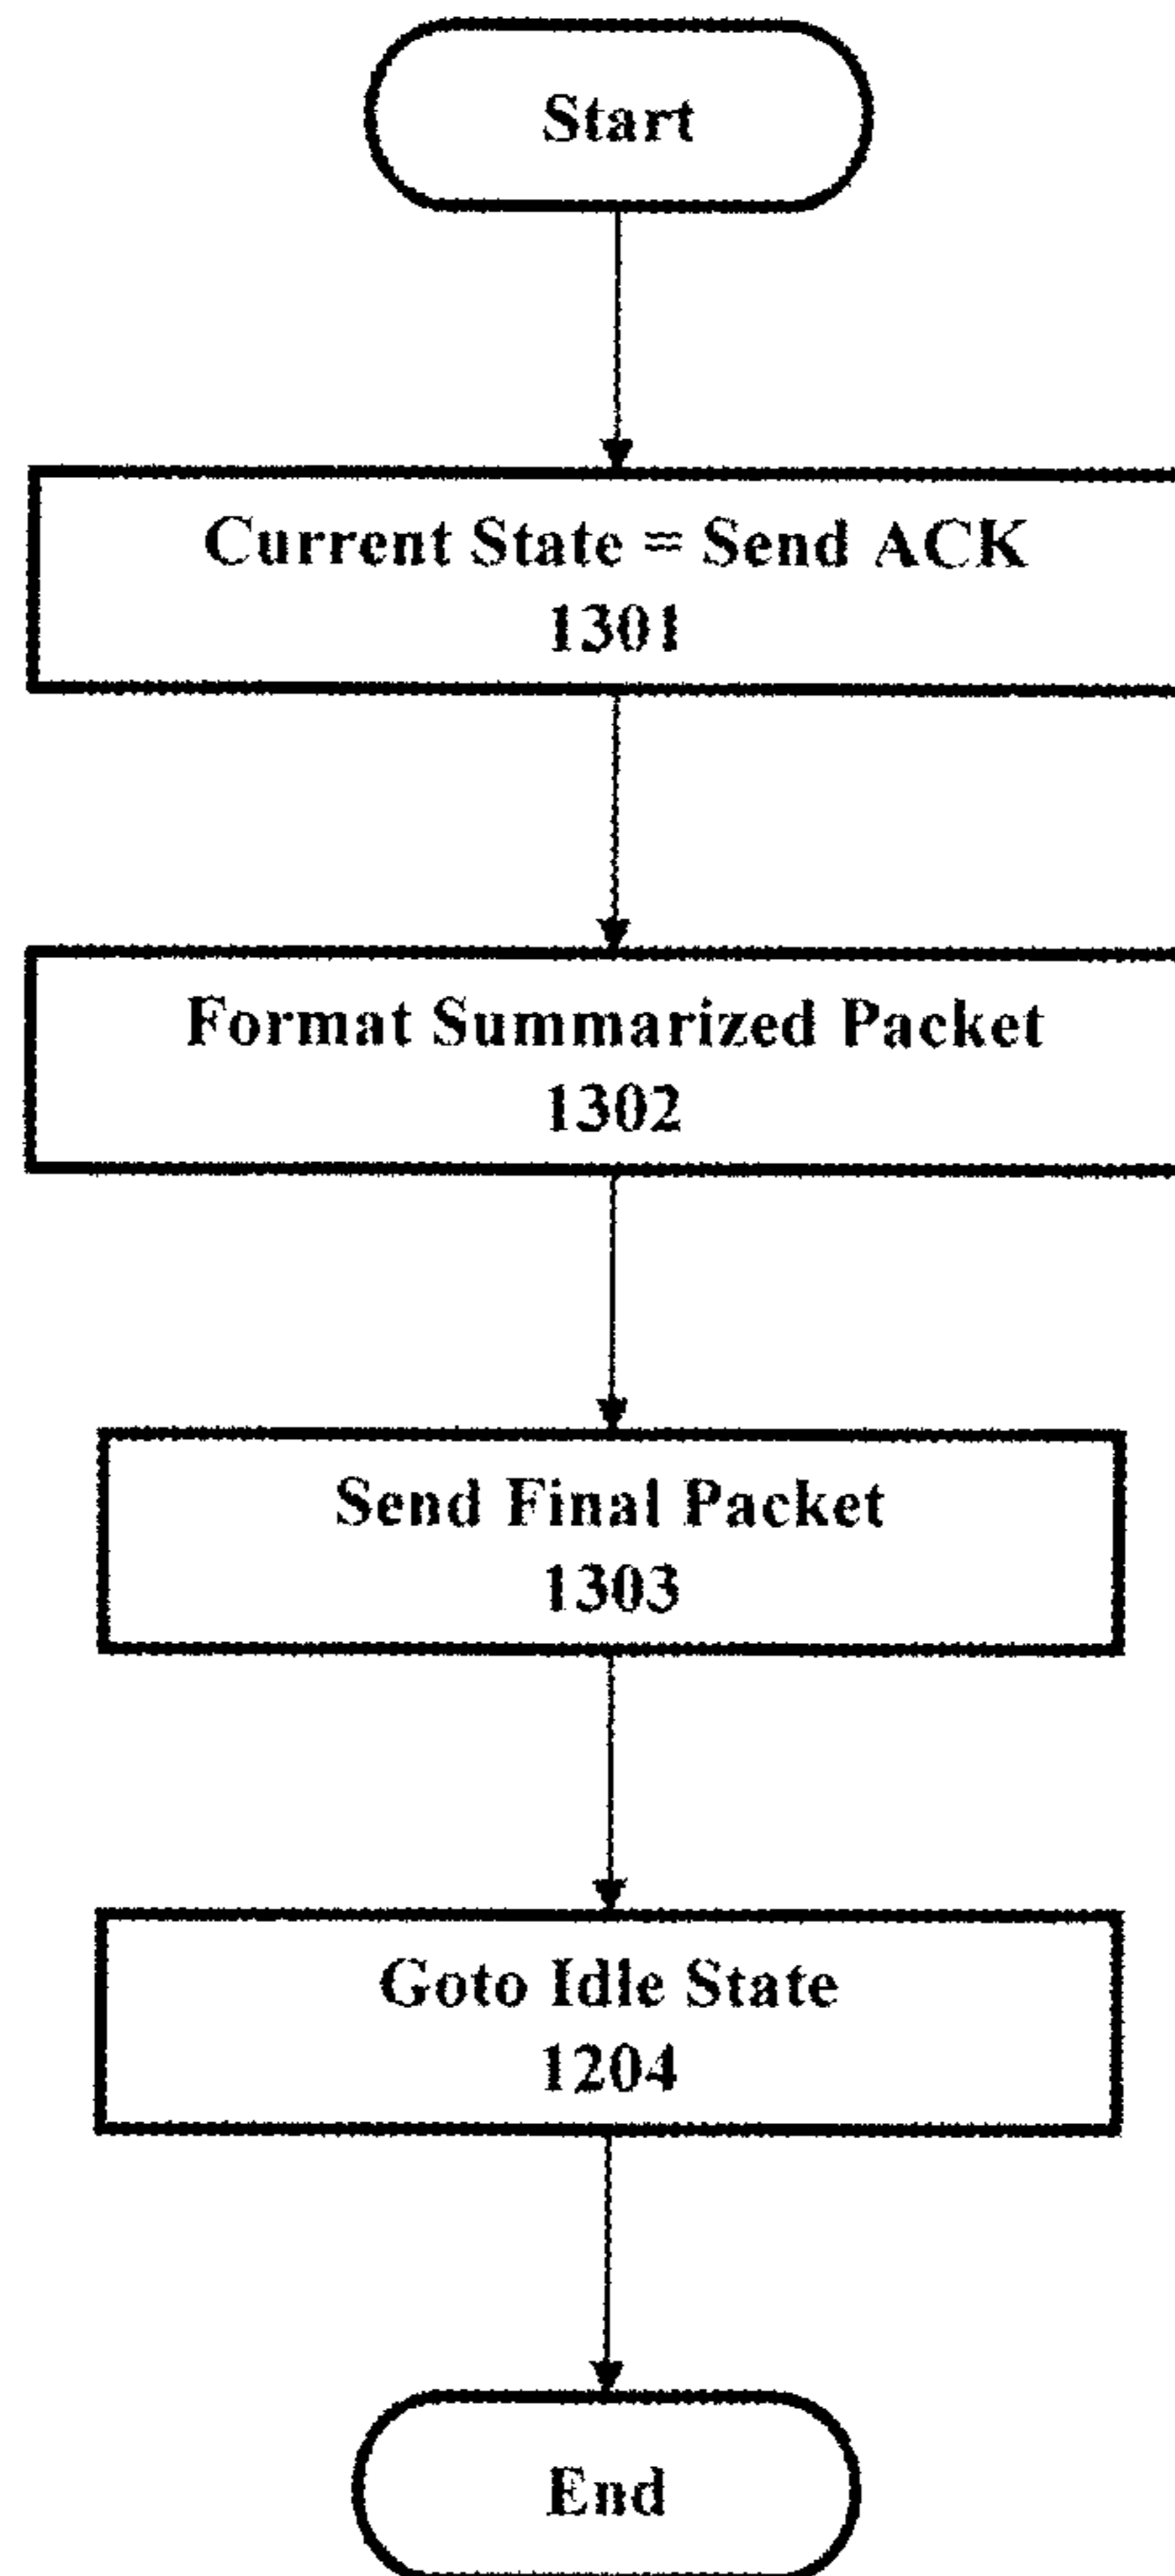 Start
Current State = Send ACK
1301
Format Summarized Packet
1302
Send Final Packet
1303
Goto Idle State
1204
End